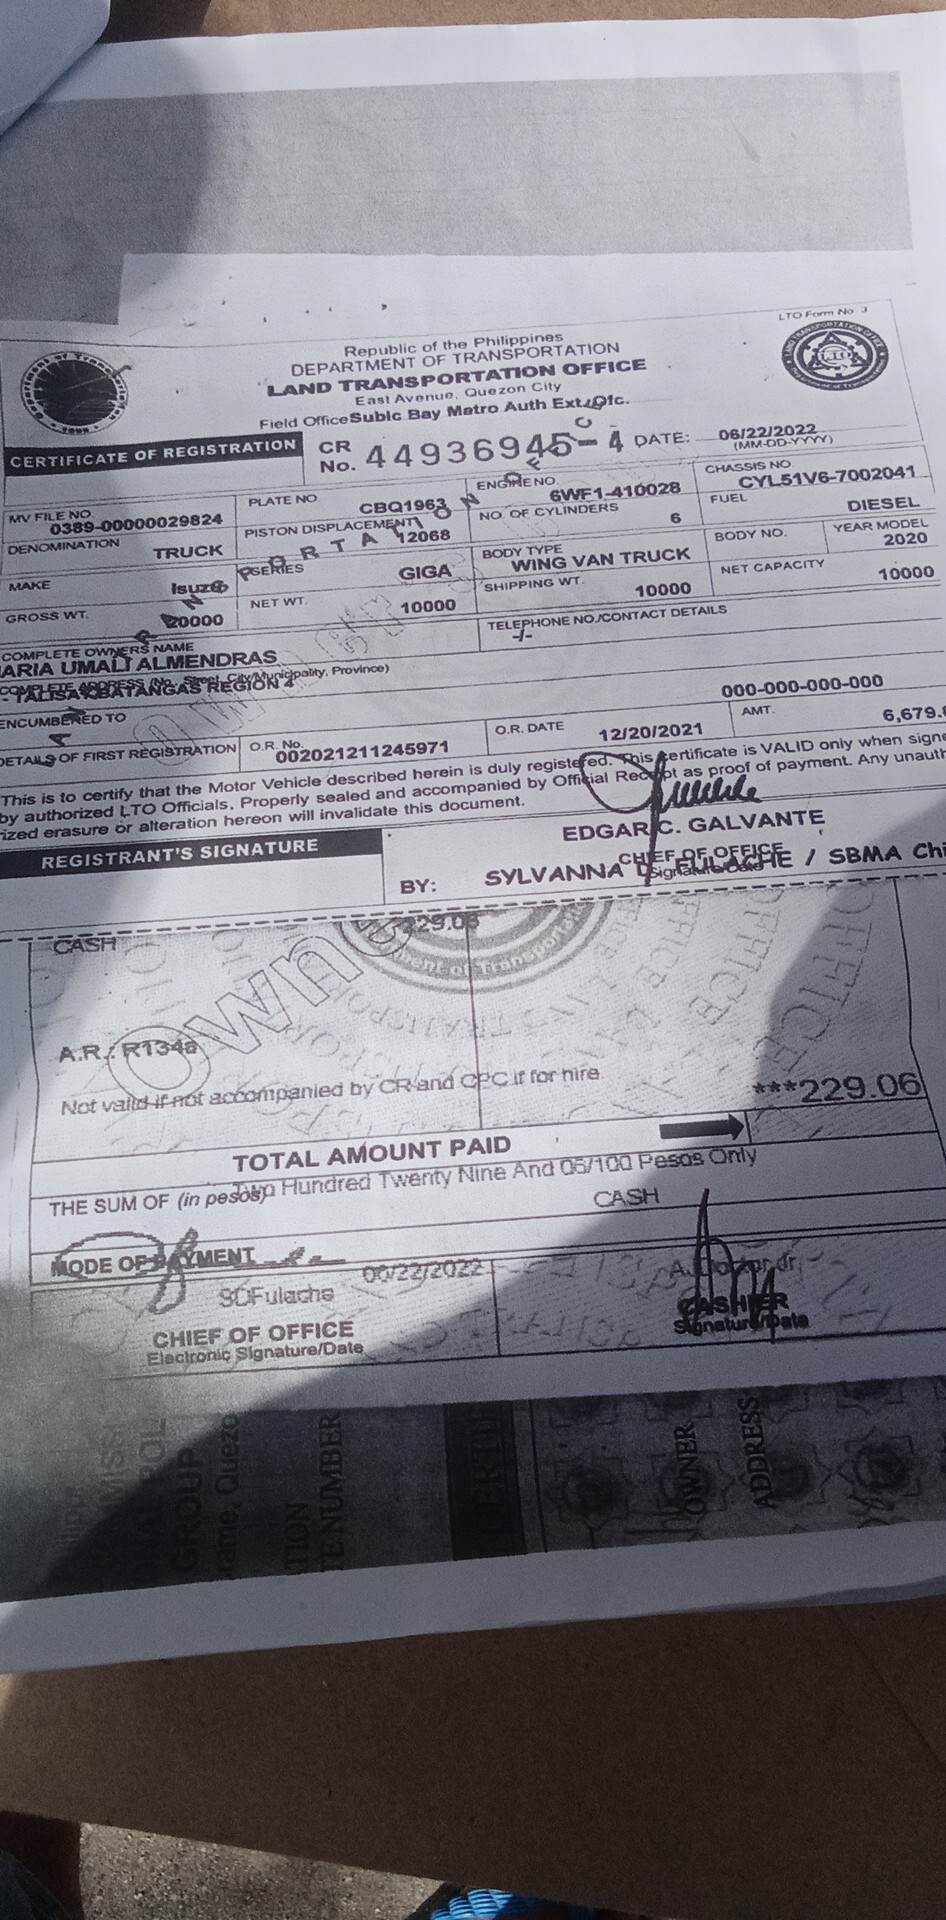 LTO Form No 3
Republic of the Philippines
DEPARTMENT OF TRANSPORTATION
LAND TRANSPORTATION OFFICE
East Avenue, Quezon City
Field Office Subic Bay Metro Auth Ext. Ofc.
CERTIFICATE OF REGISTRATION
CR No. 44936945-4 DATE: 06/22/2022
(MM-DD-YYYY)
MV FILE NO. 0389-00000029824
PLATE NO. CBQ1963
ENGINE NO. 6WF1-410028
CHASSIS NO CYL51V6-7002041
DENOMINATION TRUCK
PISTON DISPLACEMENT 12068
NO. OF CYLINDERS 6
FUEL DIESEL
MAKE Isuzu
SERIES GIGA
BODY TYPE WING VAN TRUCK
BODY NO.
YEAR MODEL 2020
GROSS WT. 20000
NET WT. 10000
SHIPPING WT. 10000
NET CAPACITY 10000
TELEPHONE NO./CONTACT DETAILS
-/-
COMPLETE OWNERS NAME
ARIA UMALI ALMENDRAS
COMPLETE ADDRESS (No., Street, City/Municipality, Province)
- TALISAY BATANGAS REGION 4
000-000-000-000
ENCUMBERED TO
DETAILS OF FIRST REGISTRATION
O.R. No. 002021211245971
O.R. DATE 12/20/2021
AMT. 6,679.
This is to certify that the Motor Vehicle described herein is duly registered. This certificate is VALID only when signe
by authorized LTO Officials, Properly sealed and accompanied by Official Receipt as proof of payment. Any unauth
ized erasure or alteration hereon will invalidate this document.
REGISTRANT'S SIGNATURE
EDGAR C. GALVANTE
CHIEF OF OFFICE
BY: SYLVANNA D. FULACHE / SBMA Chi
Signature/Date
CASH 229.06
Owne
A.R.: R134a
Not valid if not accompanied by CR and CPC if for hire
***229.06
TOTAL AMOUNT PAID
THE SUM OF (in pesos) Two Hundred Twenty Nine And 06/100 Pesos Only
CASH
MODE OF PAYMENT
06/22/2022
SDFulache
CHIEF OF OFFICE
Electronic Signature/Date
CASHIER
Signature/Date
GROUP
TENUMBER
OWNER
ADDRESS